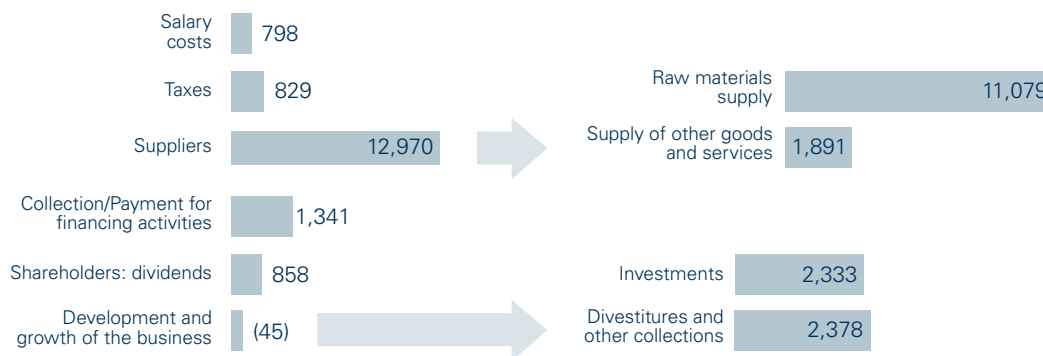 Salary
costs
798
Taxes
829
Suppliers
12,970
Collection/Payment for
financing activities
1,341
Shareholders: dividends
858
Development and
growth of the business
(45)
Raw materials
supply
11,079
Supply of other goods
and services
1,891
Investments
2,333
Divestitures and
other collections
2,378